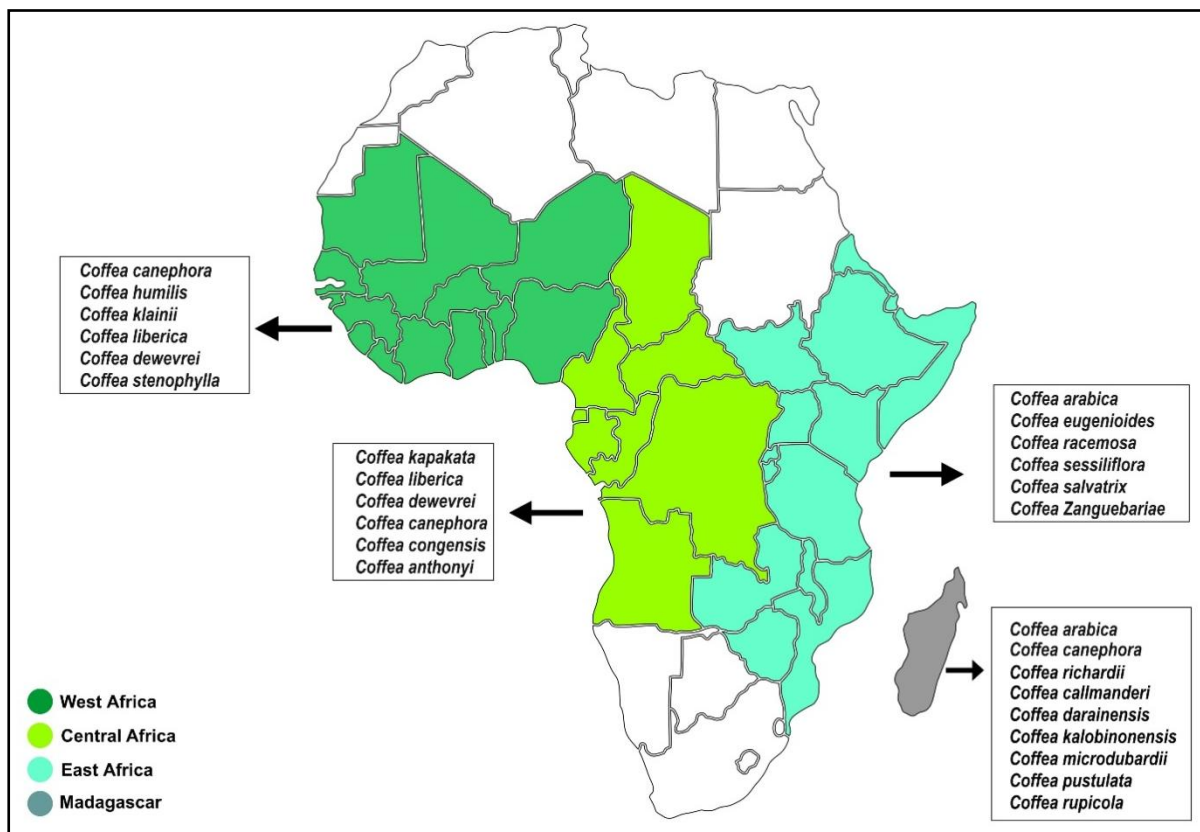 Coffea canephora
Coffea humilis
Coffea klainii
Coffea liberica
Coffea dewevrei
Coffea stenophylla
Coffea kapakata
Coffea liberica
Coffea dewevrei
Coffea canephora
Coffea congensis
Coffea anthonyi
Coffea arabica
Coffea eugenioides
Coffea racemosa
Coffea sessiliflora
Coffea salvatrix
Coffea Zanguebariae
Coffea arabica
Coffea canephora
Coffea richardii
Coffea callmanderi
Coffea darainensis
Coffea kalobinonensis
Coffea microdubardii
Coffea pustulata
Coffea rupicola
West Africa
Central Africa
East Africa
Madagascar